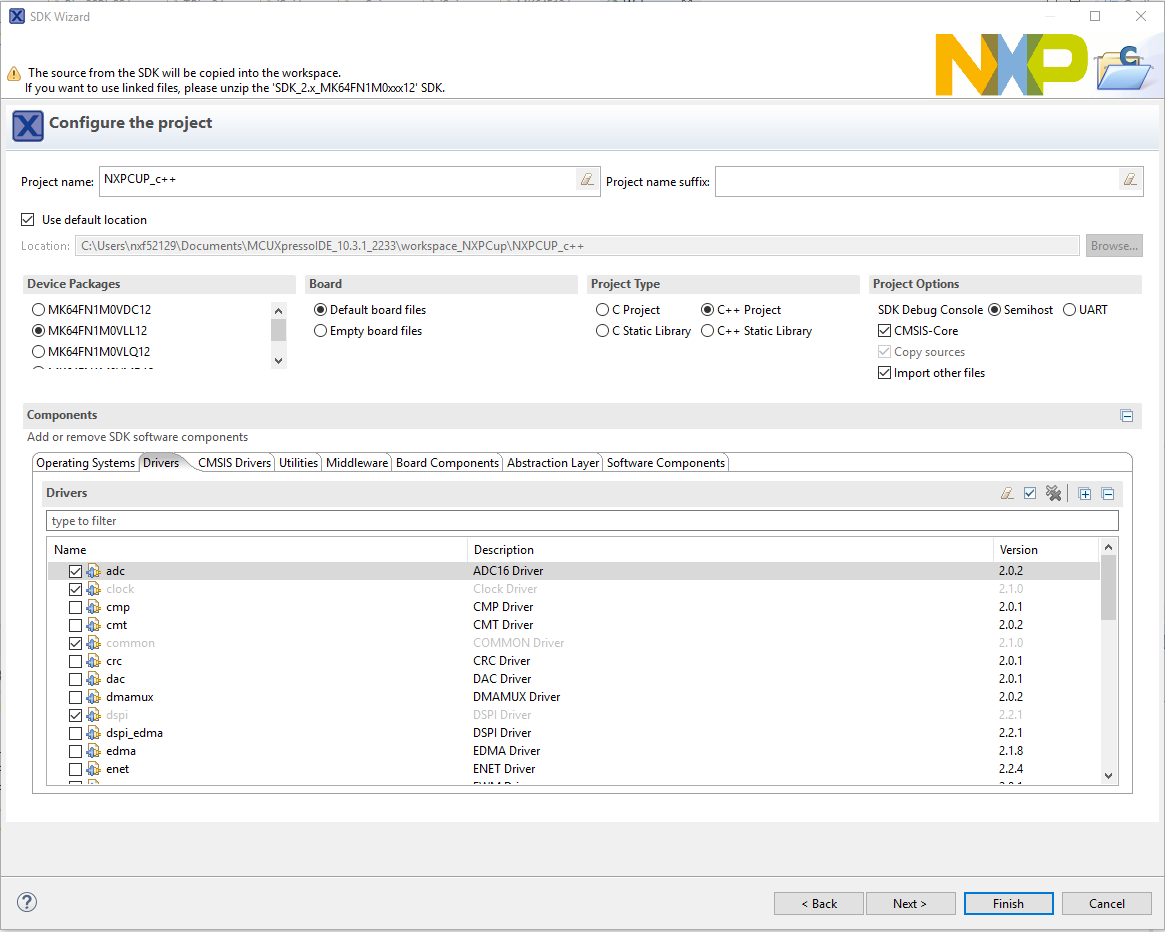 SDK Wizard
The source from the SDK will be copied into the workspace.
If you want to use linked files, please unzip the 'SDK_2.x_MK64FN1M0xxx12' SDK.
NXP
C
Configure the project
Project name: NXPCUP_c++ Project name suffix:
Use default location
Location: C:\Users\nxf52129\Documents\MCUXpressoIDE_10.3.1_2233\workspace_NXPCup\NXPCUP_c++ Browse...
Device Packages Board Project Type Project Options
MK64FN1M0VDC12 Default board files C Project C++ Project SDK Debug Console Semihost UART
MK64FN1M0VLL12 Empty board files C Static Library C++ Static Library CMSIS-Core
MK64FN1M0VLQ12 Copy sources
Import other files
Components
Add or remove SDK software components
Operating Systems Drivers CMSIS Drivers Utilities Middleware Board Components Abstraction Layer Software Components
Drivers
type to filter
Name Description Version
adc ADC16 Driver 2.0.2
clock Clock Driver 2.1.0
cmp CMP Driver 2.0.1
cmt CMT Driver 2.0.2
common COMMON Driver 2.1.0
crc CRC Driver 2.0.1
dac DAC Driver 2.0.1
dmamux DMAMUX Driver 2.0.2
dspi DSPI Driver 2.2.1
dspi_edma DSPI Driver 2.2.1
edma EDMA Driver 2.1.8
enet ENET Driver 2.2.4
? < Back Next > Finish Cancel